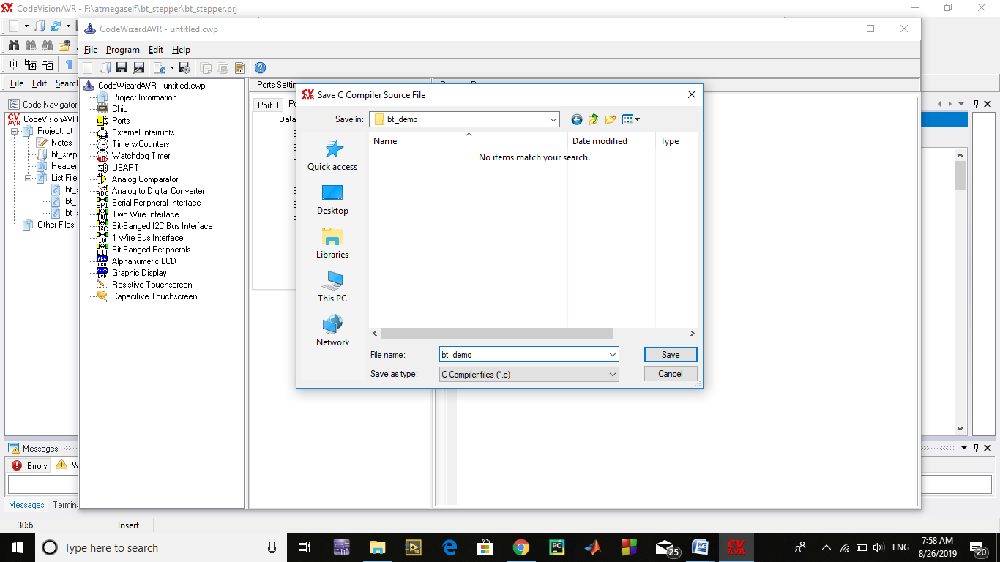 CodeVisionAVR - F:\atmegaself\bt_stepper\bt_stepper.prj
CodeWizardAVR - untitled.cwp
File Program Edit Help
File Edit Search
Code Navigator
CodeVisionAVR
Project: bt_s
Notes
bt_stepp
Headers
List Files
bt_s
bt_s
bt_s
Other Files
CodeWizardAVR - untitled.cwp
Project Information
Chip
Ports
External Interrupts
Timers/Counters
Watchdog Timer
USART
Analog Comparator
Analog to Digital Converter
Serial Peripheral Interface
Two Wire Interface
Bit-Banged I2C Bus Interface
1 Wire Bus Interface
Bit-Banged Peripherals
Alphanumeric LCD
Graphic Display
Resistive Touchscreen
Capacitive Touchscreen
Ports Settin
Port B
Data
Save C Compiler Source File
Save in: bt_demo
Quick access
Desktop
Libraries
This PC
Network
Name Date modified Type
No items match your search.
File name: bt_demo Save
Save as type: C Compiler files (*.c) Cancel
Messages
Errors W
Messages Termina
30:6 Insert
Type here to search
25
ENG
7:58 AM
8/26/2019
20